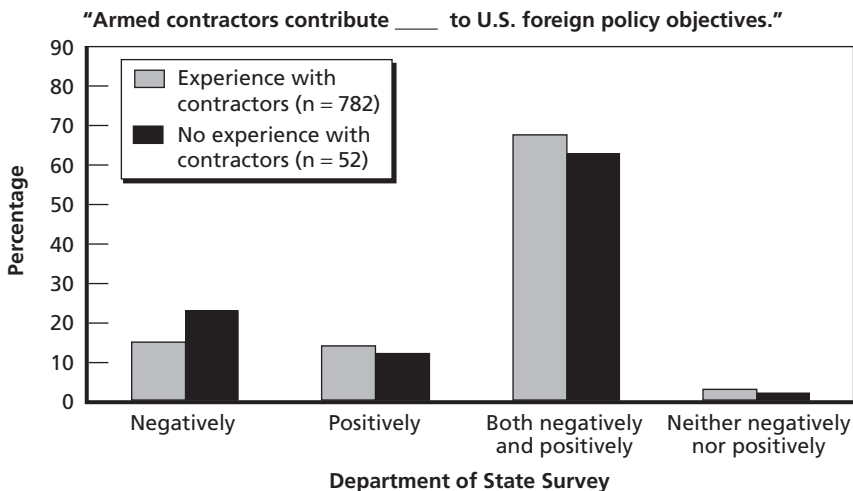 "Armed contractors contribute ____ to U.S. foreign policy objectives."
90
80
70
60
50
40
30
20
10
0
Percentage
Experience with
contractors (n = 782)
No experience with
contractors (n = 52)
Negatively
Positively
Both negatively
and positively
Neither negatively
nor positively
Department of State Survey